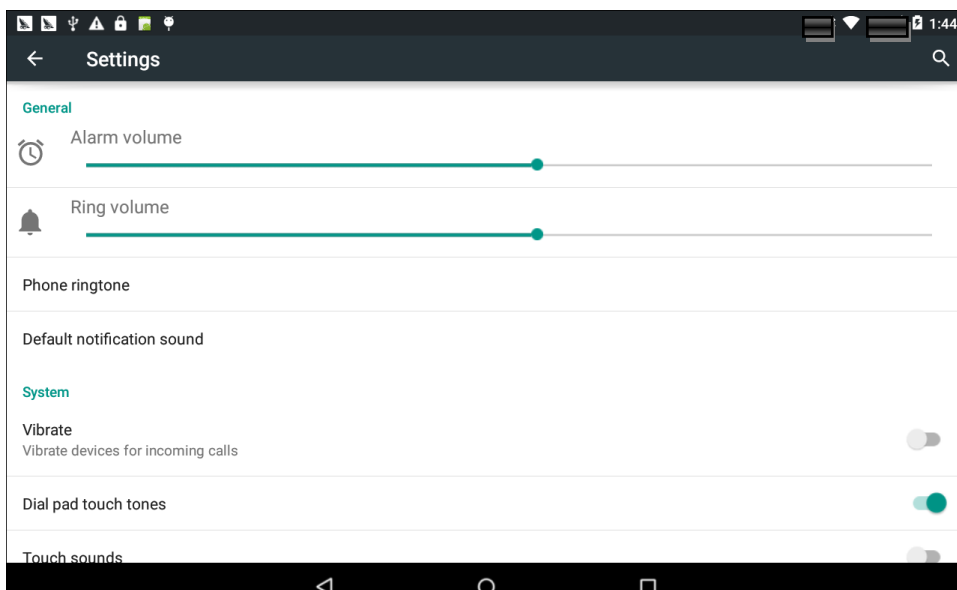 1:44
Settings
General
Alarm volume
Ring volume
Phone ringtone
Default notification sound
System
Vibrate
Vibrate devices for incoming calls
Dial pad touch tones
Touch sounds